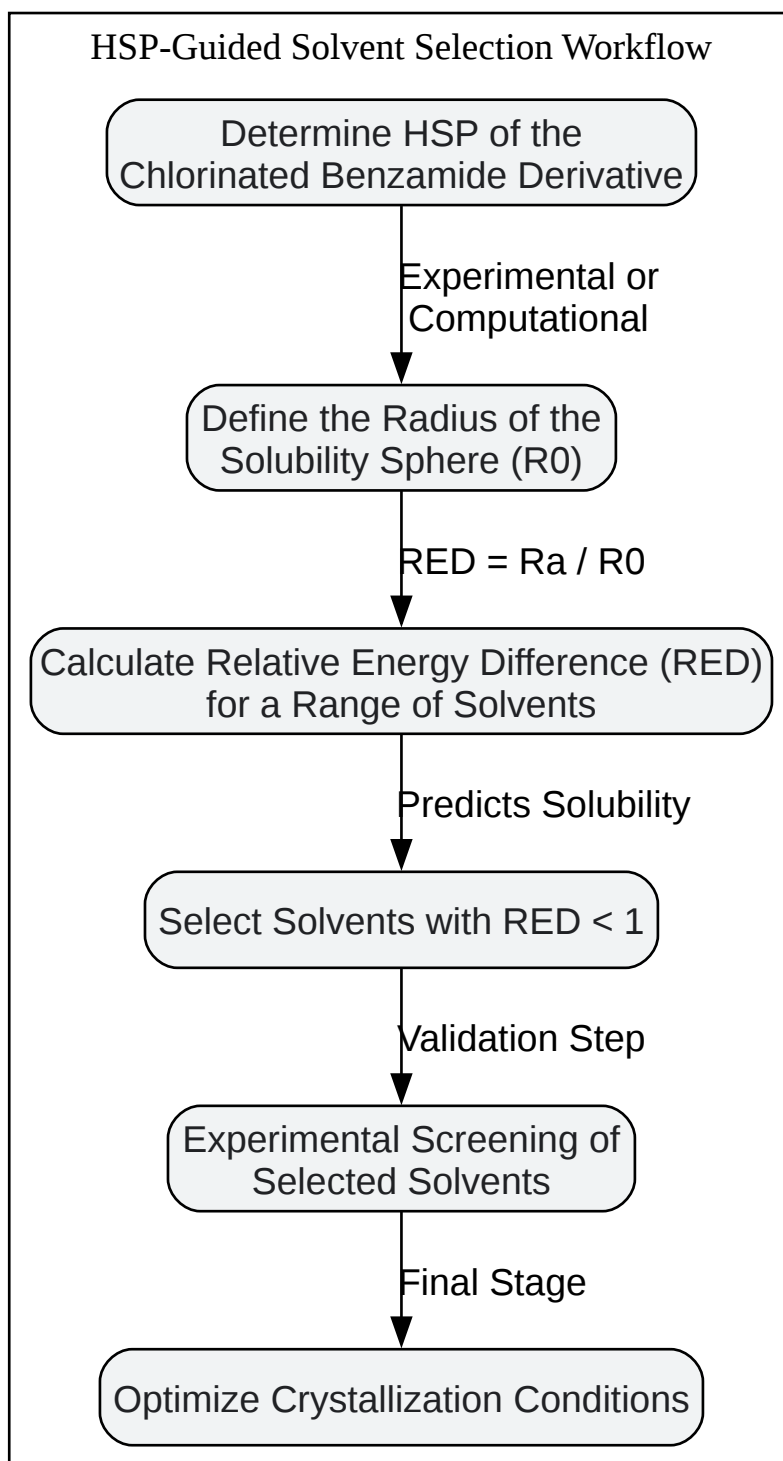 HSP-Guided Solvent Selection Workflow
Determine HSP of the
Chlorinated Benzamide Derivative
Experimental or
Computational
Define the Radius of the
Solubility Sphere (R0)
RED = Ra / R0
Calculate Relative Energy Difference (RED)
for a Range of Solvents
Predicts Solubility
Select Solvents with RED < 1
Validation Step
Experimental Screening of
Selected Solvents
Final Stage
Optimize Crystallization Conditions